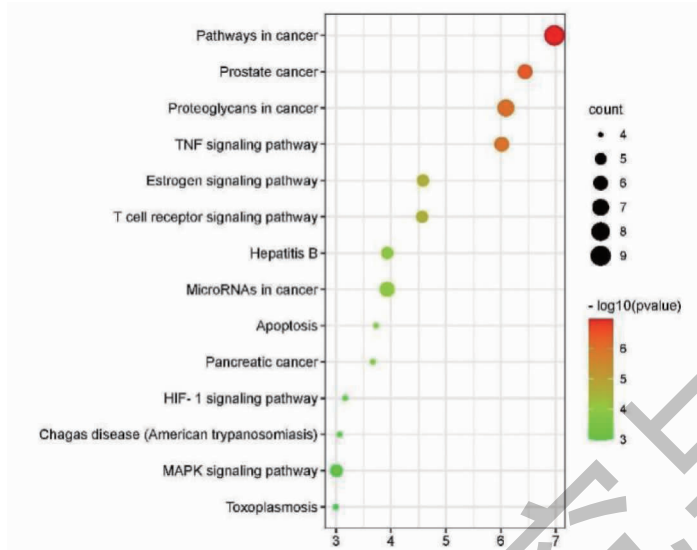 Pathways in cancer
Prostate cancer
Proteoglycans in cancer
TNF signaling pathway
Estrogen signaling pathway
T cell receptor signaling pathway
Hepatitis B
MicroRNAs in cancer
Apoptosis
Pancreatic cancer
HIF- 1 signaling pathway
Chagas disease (American trypanosomiasis)
MAPK signaling pathway
Toxoplasmosis
3 4 5 6 7
count
4
5
6
7
8
9
- log10(pvalue)
6
5
4
3